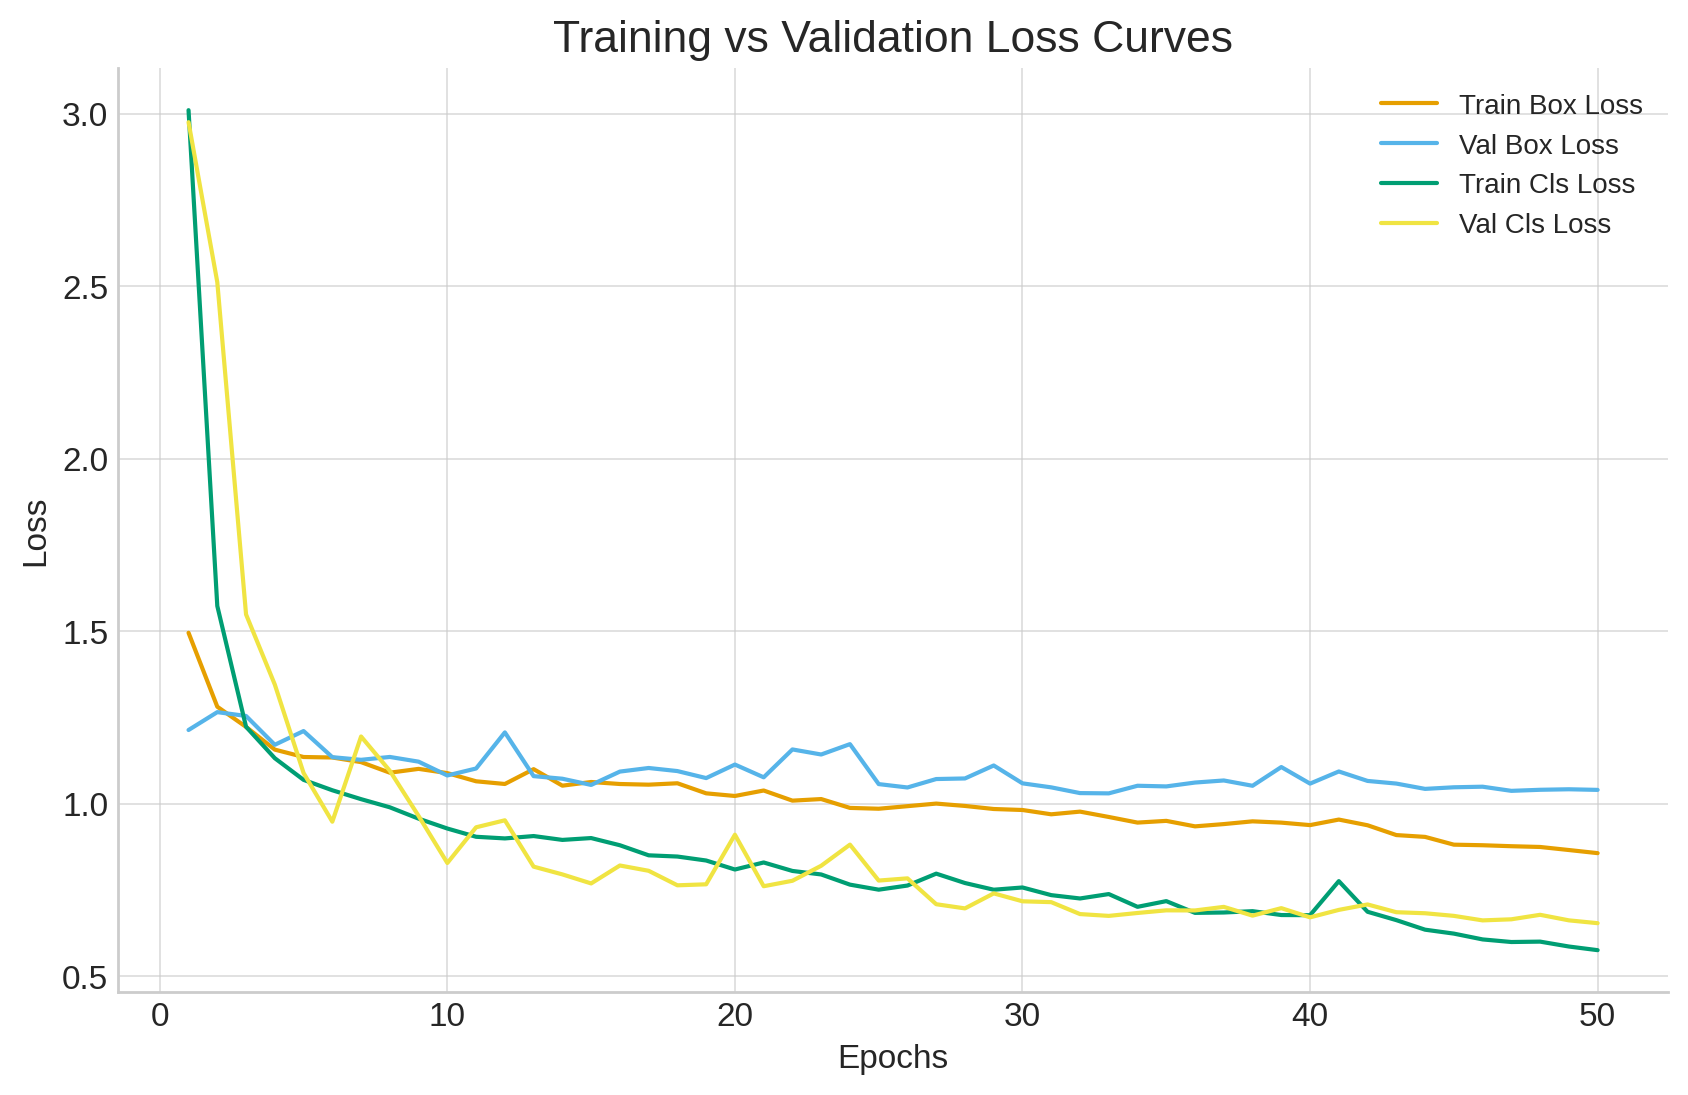 Training vs Validation Loss Curves
Train Box Loss
Val Box Loss
Train Cls Loss
Val Cls Loss
3.0
2.5
2.0
1.5
1.0
0.5
Loss
0 10 20 30 40 50
Epochs